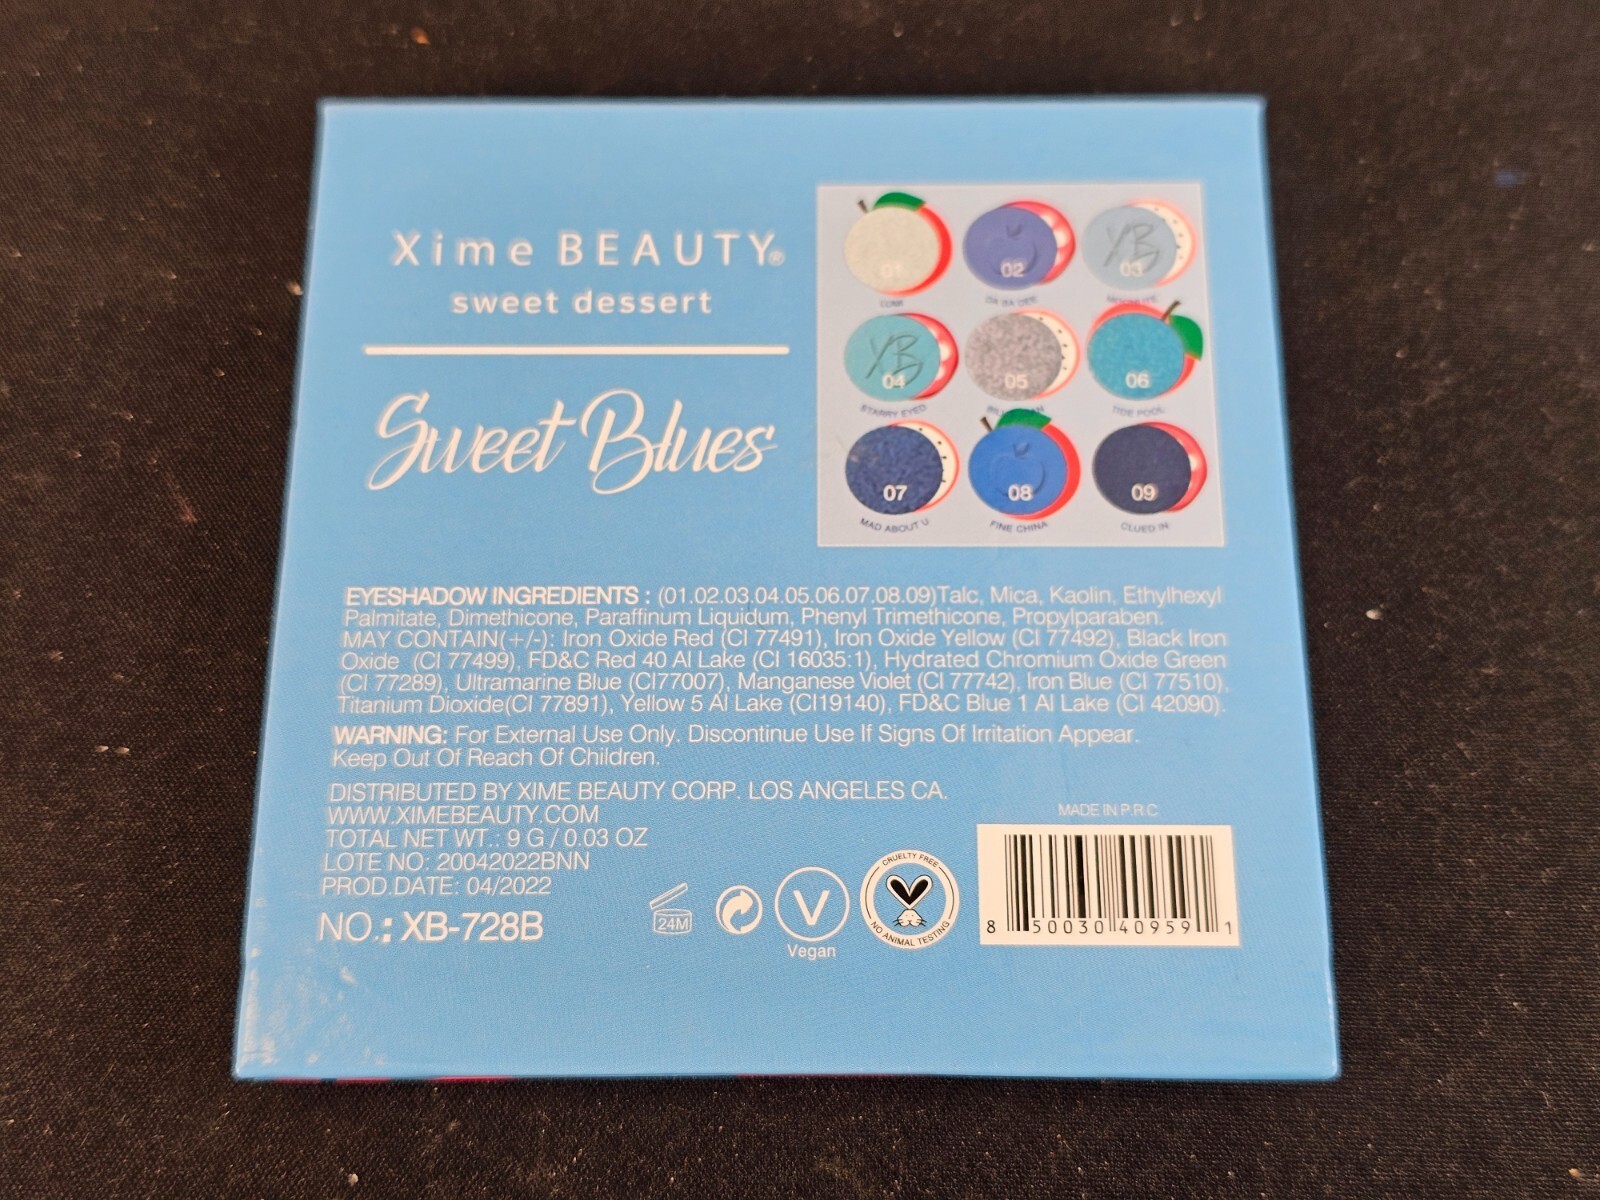 Xime BEAUTY®
sweet dessert
Sweet Blues
01 02 03
DA BA DEE
XB
04 05 06
XB
STARRY EYED TIDE POOL
07 08 09
MAD ABOUT U FINE CHINA CLUED IN
EYESHADOW INGREDIENTS : (01.02.03.04.05.06.07.08.09)Talc, Mica, Kaolin, Ethylhexyl
Palmitate, Dimethicone, Paraffinum Liquidum, Phenyl Trimethicone, Propylparaben.
MAY CONTAIN(+/-): Iron Oxide Red (CI 77491), Iron Oxide Yellow (CI 77492), Black Iron
Oxide (CI 77499), FD&C Red 40 Al Lake (CI 16035:1), Hydrated Chromium Oxide Green
(CI 77289), Ultramarine Blue (CI77007), Manganese Violet (CI 77742), Iron Blue (CI 77510),
Titanium Dioxide(CI 77891), Yellow 5 Al Lake (CI19140), FD&C Blue 1 Al Lake (CI 42090).
WARNING: For External Use Only. Discontinue Use If Signs Of Irritation Appear.
Keep Out Of Reach Of Children.
DISTRIBUTED BY XIME BEAUTY CORP. LOS ANGELES CA.
WWW.XIMEBEAUTY.COM
TOTAL NET WT.: 9 G / 0.03 OZ
LOTE NO: 20042022BNN
PROD.DATE: 04/2022
NO.: XB-728B
24M
V
Vegan
CRUELTY FREE
NO ANIMAL TESTING
MADE IN P.R.C
8 50030 40959 1